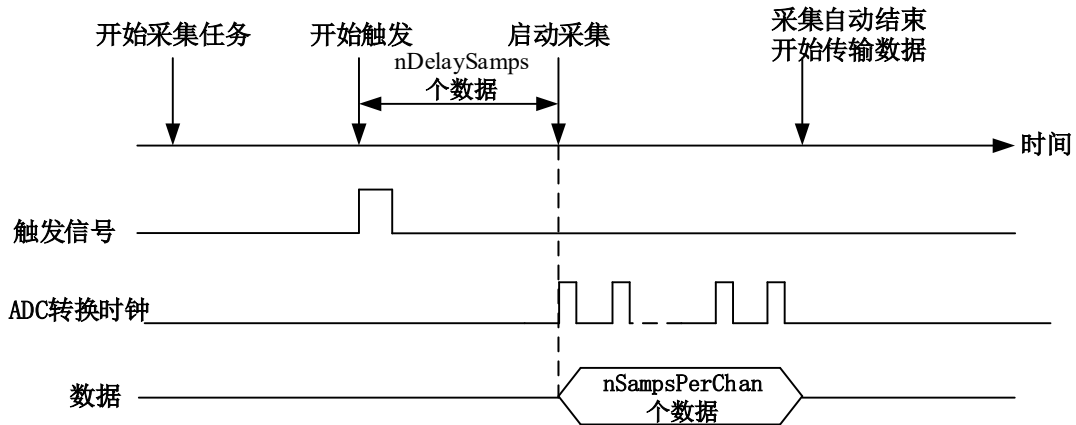 采集自动结束
开始采集任务 开始触发 启动采集 开始传输数据
nDelaySamps
个数据
时间
触发信号
ADC转换时钟
数据
nSampsPerChan
个数据